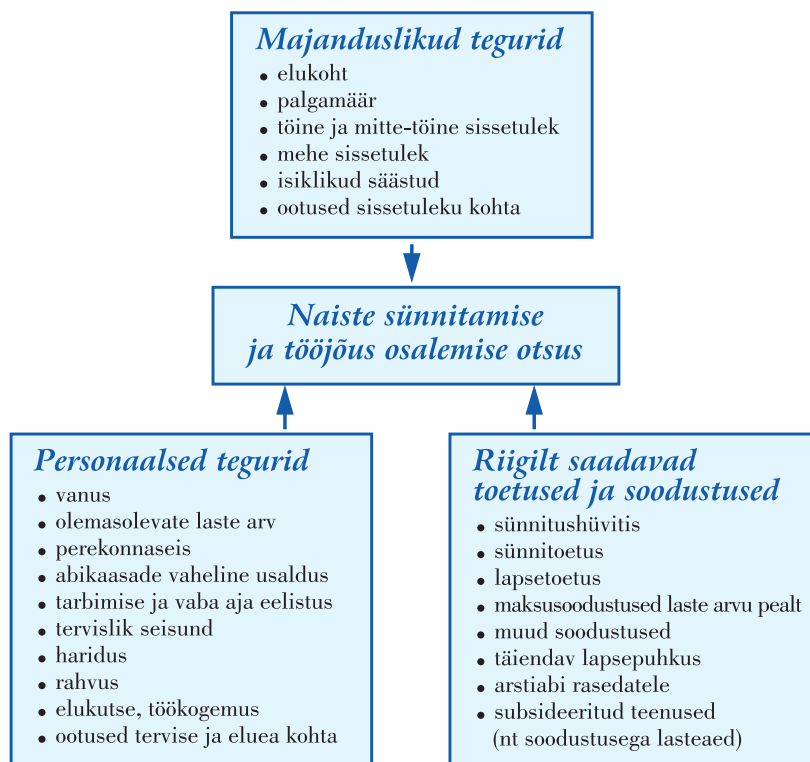 Majanduslikud tegurid
• elukoht
• palgamäär
• töine ja mitte-töine sissetulek
• mehe sissetulek
• isiklikud säästud
• ootused sissetuleku kohta
Naiste sünnitamise
ja tööjõus osalemise otsus
Personaalsed tegurid
• vanus
• olemasolevate laste arv
• perekonnaseis
• abikaasade vaheline usaldus
• tarbimise ja vaba aja eelistus
• tervislik seisund
• haridus
• rahvus
• elukutse, töökogemus
• ootused tervise ja eluea kohta
Riigilt saadavad
toetused ja soodustused
• sünnitushüvitis
• sünnitoetus
• lapsetoetus
• maksusoodustused laste arvu pealt
• muud soodustused
• täiendav lapsepuhkus
• arstiabi rasedatele
• subsideeritud teenused
(nt soodustusega lasteaed)